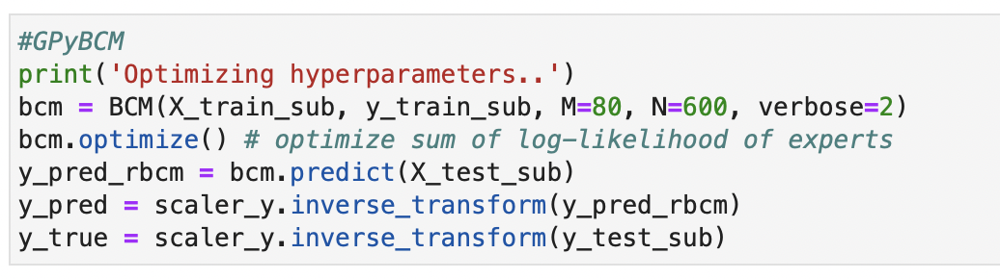 #GPyBCM
print('Optimizing hyperparameters..')
bcm = BCM(X_train_sub, y_train_sub, M=80, N=600, verbose=2)
bcm.optimize() # optimize sum of log-likelihood of experts
y_pred_rbcm = bcm.predict(X_test_sub)
y_pred = scaler_y.inverse_transform(y_pred_rbcm)
y_true = scaler_y.inverse_transform(y_test_sub)